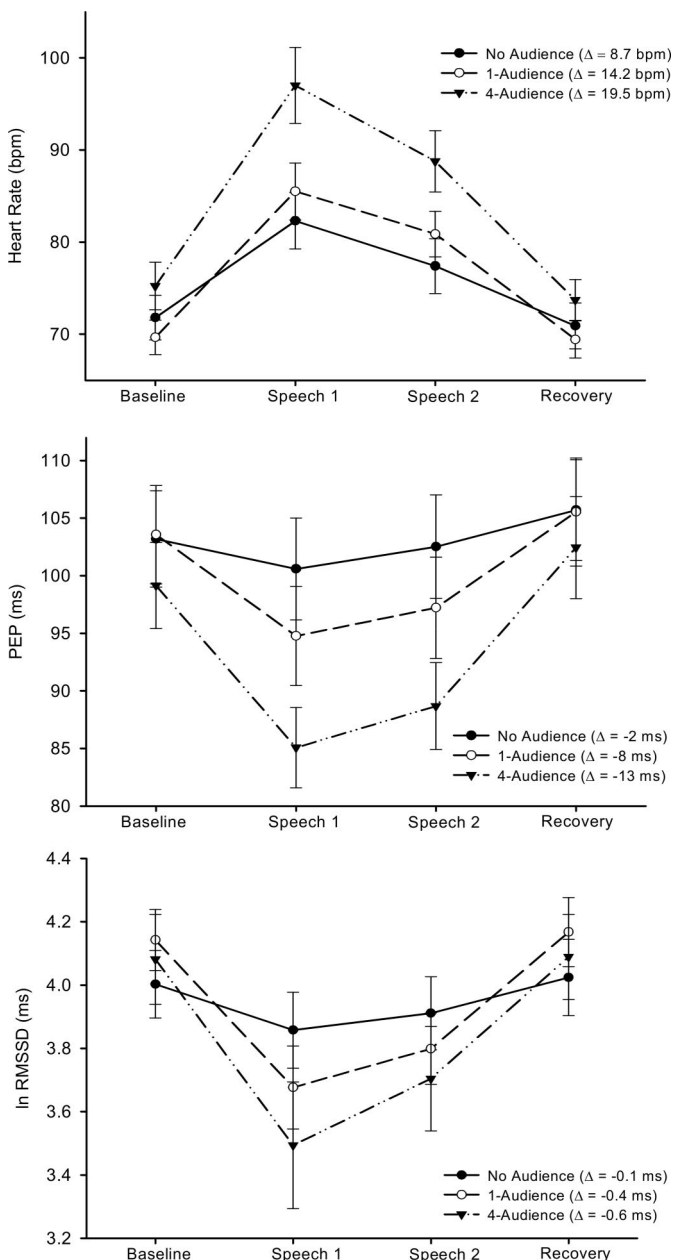 Heart Rate (bpm)
100
90
80
70
No Audience (Δ = 8.7 bpm)
1-Audience (Δ = 14.2 bpm)
4-Audience (Δ = 19.5 bpm)
Baseline Speech 1 Speech 2 Recovery
PEP (ms)
110
105
100
95
90
85
80
No Audience (Δ = -2 ms)
1-Audience (Δ = -8 ms)
4-Audience (Δ = -13 ms)
Baseline Speech 1 Speech 2 Recovery
ln RMSSD (ms)
4.4
4.2
4.0
3.8
3.6
3.4
3.2
No Audience (Δ = -0.1 ms)
1-Audience (Δ = -0.4 ms)
4-Audience (Δ = -0.6 ms)
Baseline Speech 1 Speech 2 Recovery